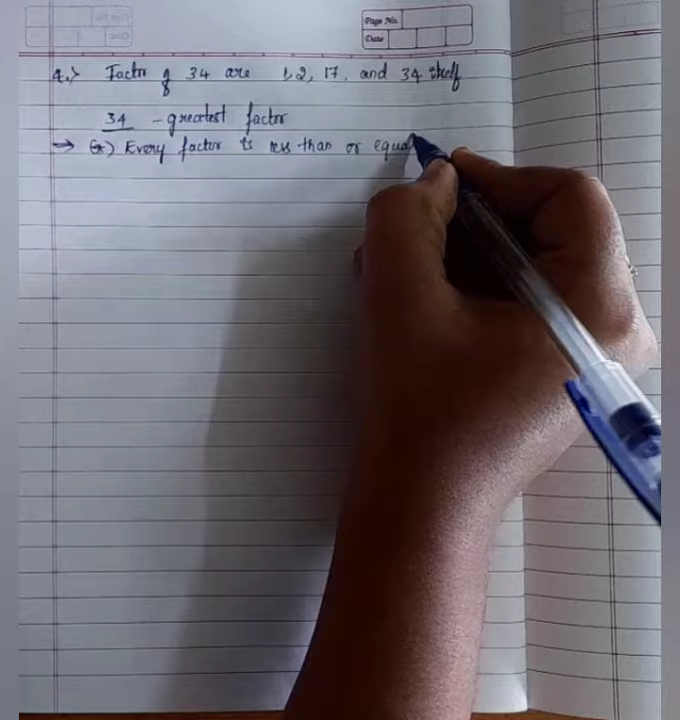 Page No.
Date
4.> Factor of 34 are 1, 2, 17, and 34 itself
34 - greatest factor
→ Every factor is less than or equa